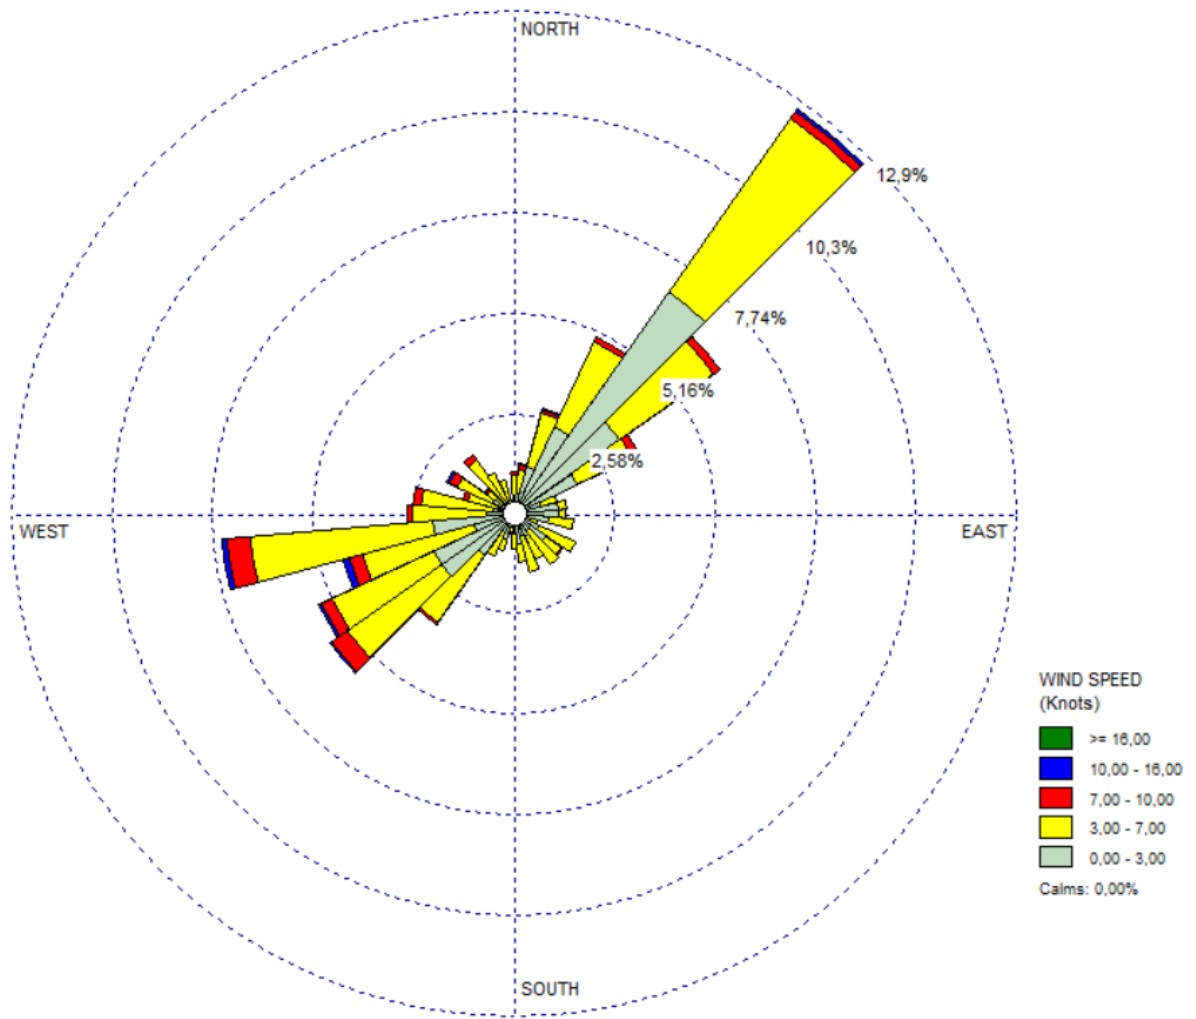 NORTH
12,9%
10,3%
7,74%
5,16%
2,58%
WEST
EAST
WIND SPEED
(Knots)
>= 16,00
10,00 - 16,00
7,00 - 10,00
3,00 - 7,00
0,00 - 3,00
Calms: 0,00%
SOUTH